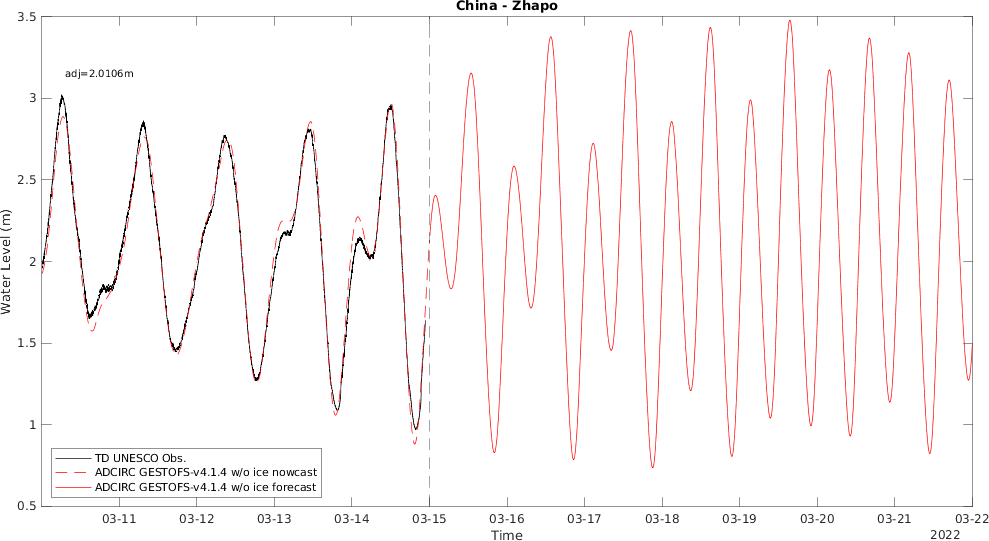 China - Zhapo
3.5
adj=2.0106m
3
2.5
2
1.5
1
0.5
Water Level (m)
TD UNESCO Obs.
ADCIRC GESTOFS-v4.1.4 w/o ice nowcast
ADCIRC GESTOFS-v4.1.4 w/o ice forecast
03-11 03-12 03-13 03-14 03-15 03-16 03-17 03-18 03-19 03-20 03-21 03-22
Time
2022